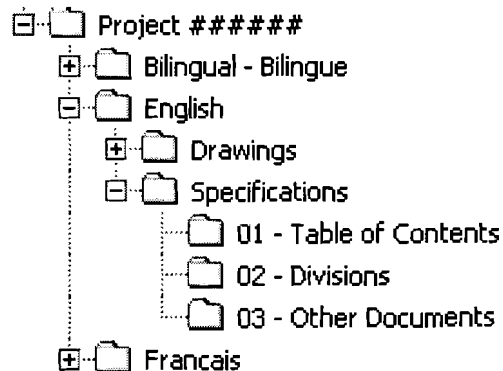 Project ######
Bilingual - Bilingue
English
Drawings
Specifications
01 - Table of Contents
02 - Divisions
03 - Other Documents
Francais